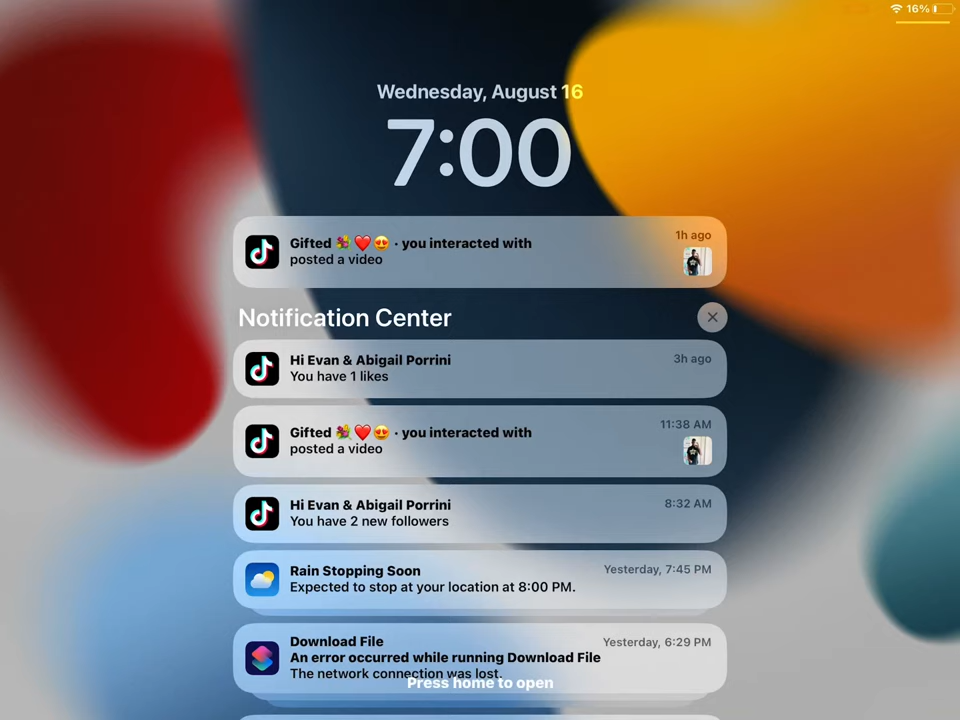 16%
Wednesday, August 16
7:00
Gifted 💐❤️😍 · you interacted with
posted a video
1h ago
Notification Center
Hi Evan & Abigail Porrini
You have 1 likes
3h ago
Gifted 💐❤️😍 · you interacted with
posted a video
11:38 AM
Hi Evan & Abigail Porrini
You have 2 new followers
8:32 AM
Rain Stopping Soon
Expected to stop at your location at 8:00 PM.
Yesterday, 7:45 PM
Download File
An error occurred while running Download File
The network connection was lost.
Yesterday, 6:29 PM
Press home to open